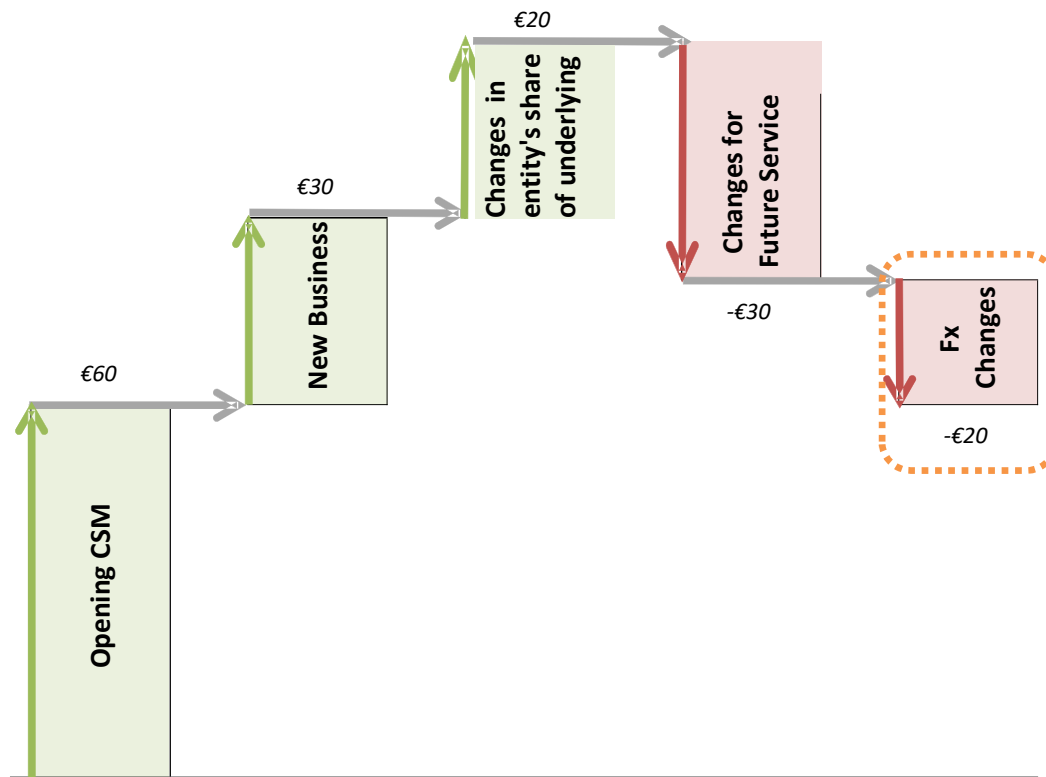 €20
Changes in
entity's share
of underlying
Changes for
Future Service
€30
New Business
-€30
Fx
Changes
€60
-€20
Opening CSM